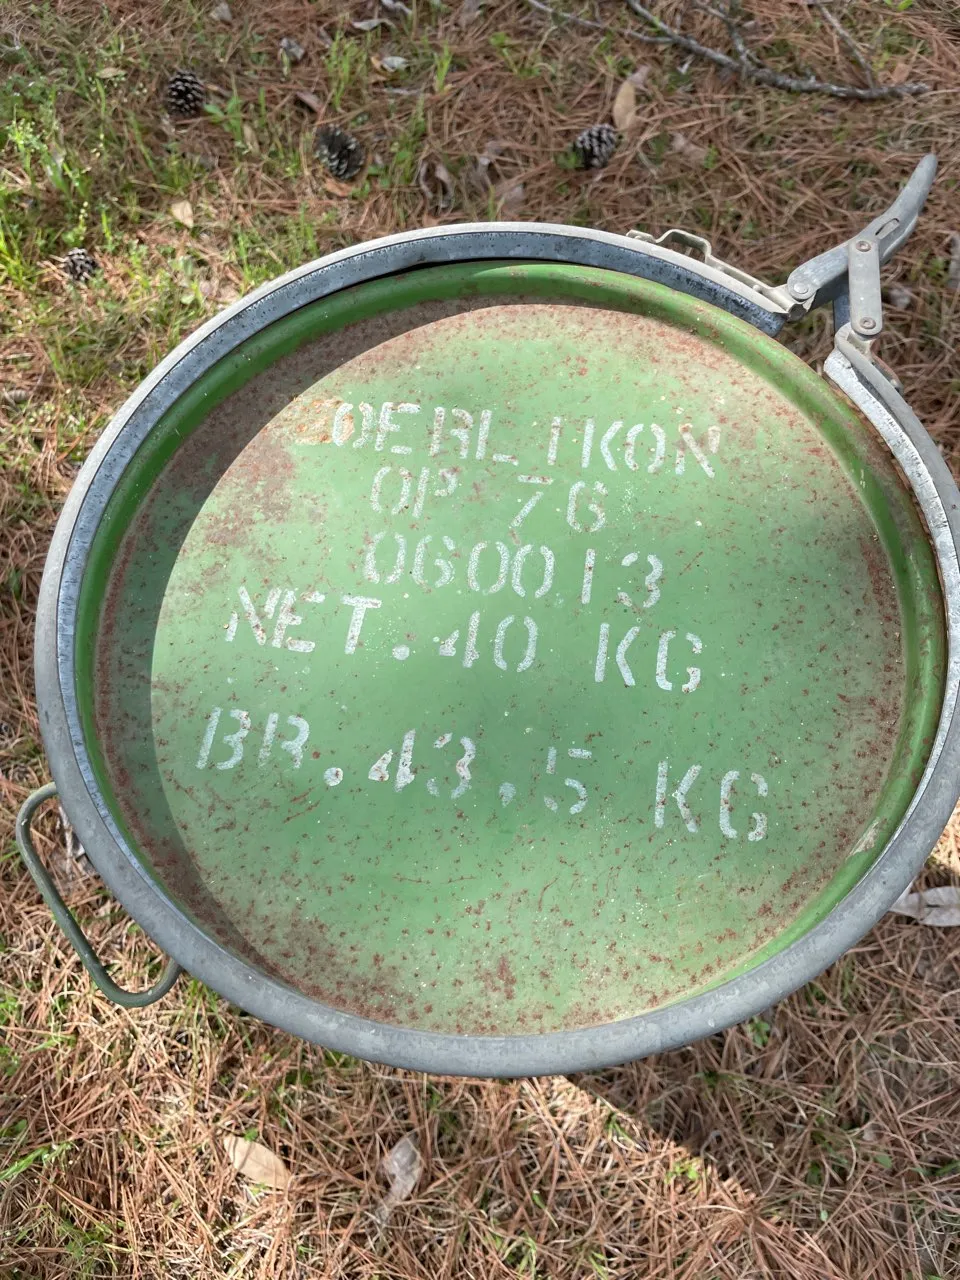 OERLIKON
OP 76
060013
NET. 40 KG
BR. 43.5 KG